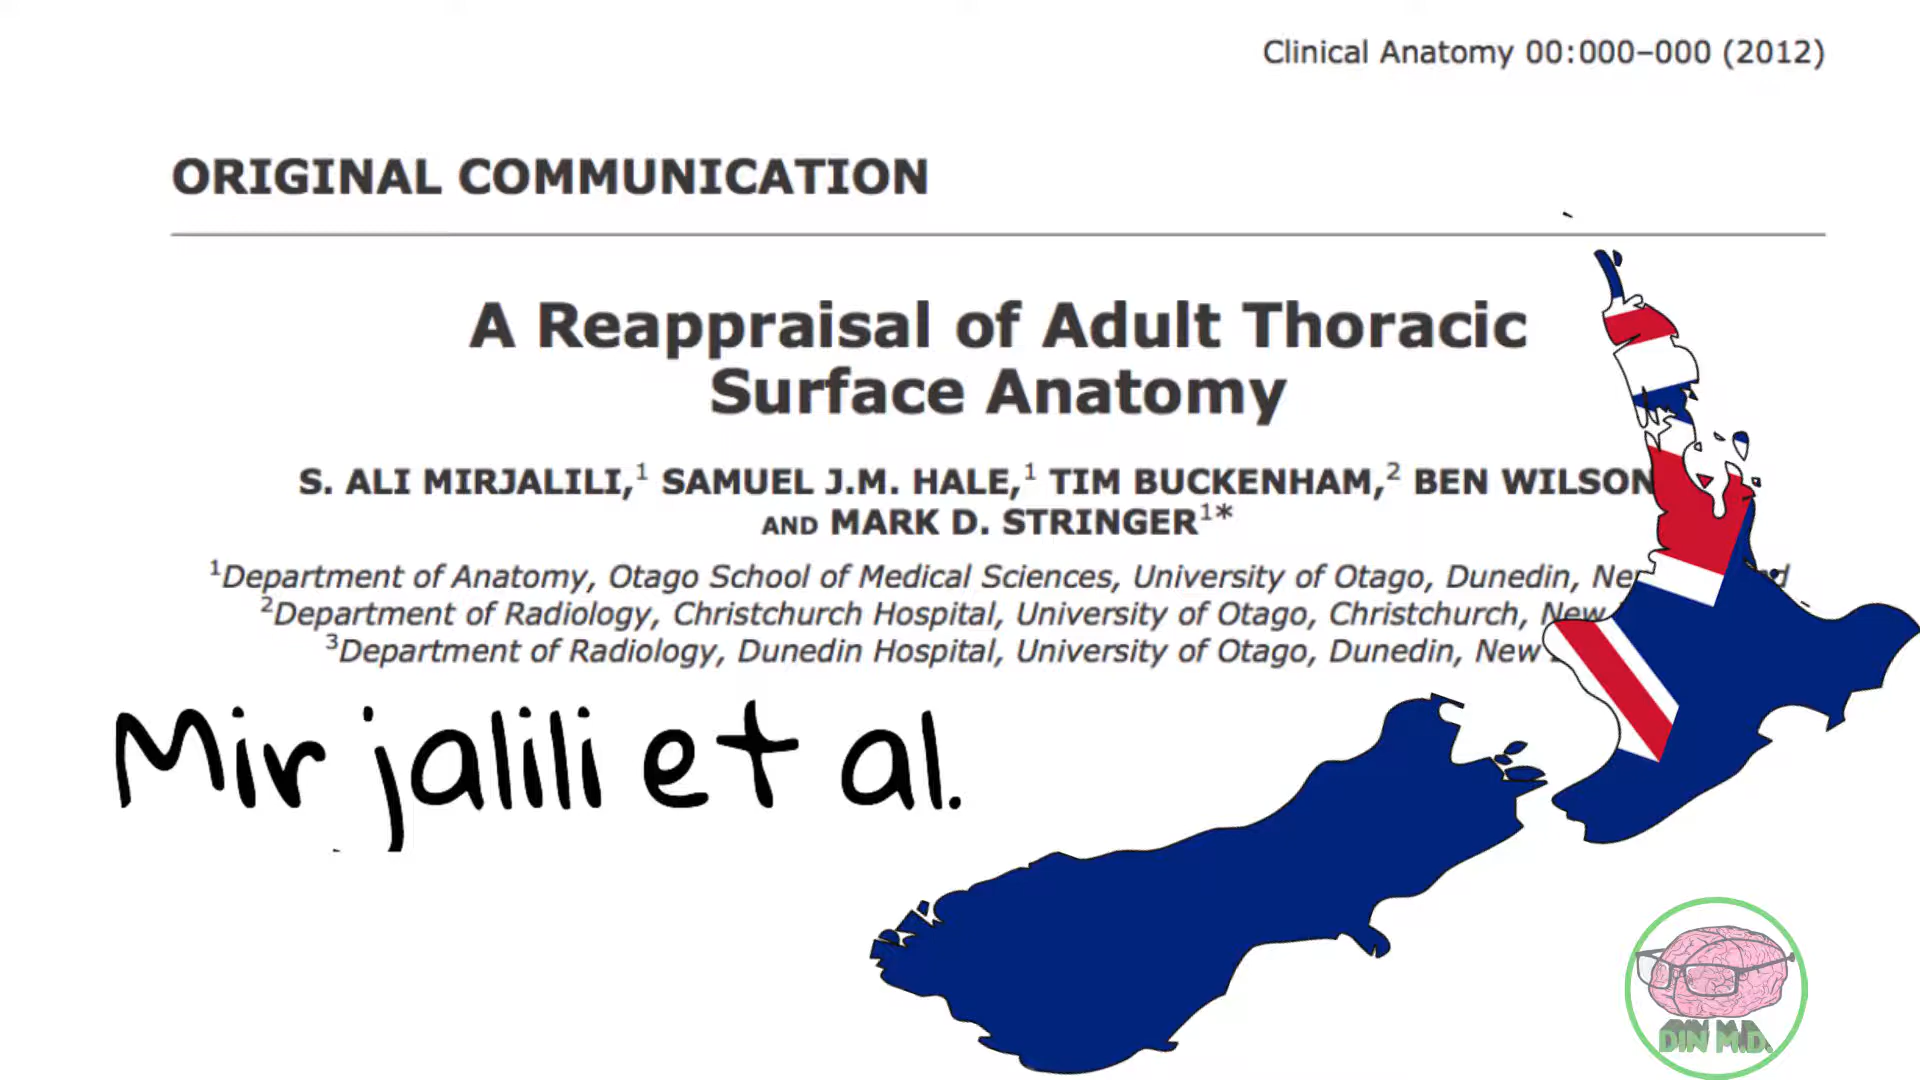 Clinical Anatomy 00:000–000 (2012)
ORIGINAL COMMUNICATION
A Reappraisal of Adult Thoracic
Surface Anatomy
S. ALI MIRJALILI,¹ SAMUEL J.M. HALE,¹ TIM BUCKENHAM,² BEN WILSON
AND MARK D. STRINGER¹*
¹Department of Anatomy, Otago School of Medical Sciences, University of Otago, Dunedin,
²Department of Radiology, Christchurch Hospital, University of Otago, Christchurch, New
³Department of Radiology, Dunedin Hospital, University of Otago, Dunedin, New
Mirjalili et al.
DIN M.D.